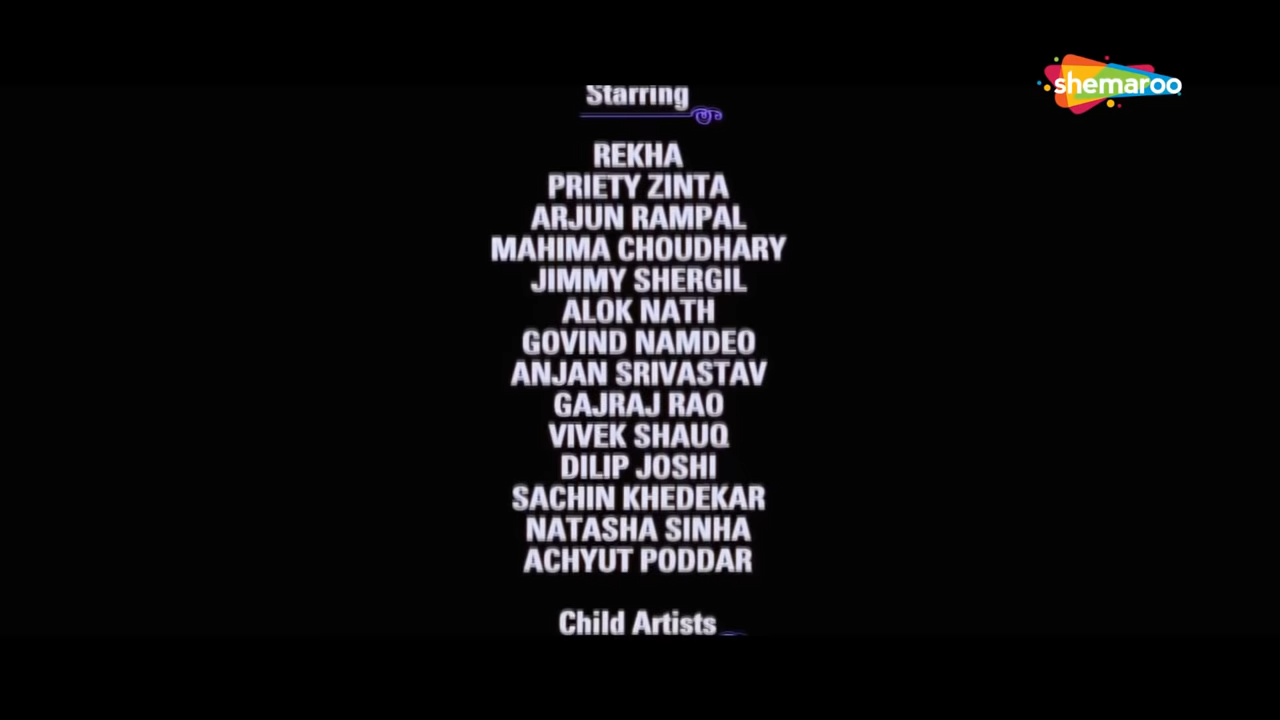 shemaroo
Starring
REKHA
PRIETY ZINTA
ARJUN RAMPAL
MAHIMA CHOUDHARY
JIMMY SHERGIL
ALOK NATH
GOVIND NAMDEO
ANJAN SRIVASTAV
GAJRAJ RAO
VIVEK SHAUQ
DILIP JOSHI
SACHIN KHEDEKAR
NATASHA SINHA
ACHYUT PODDAR
Child Artists